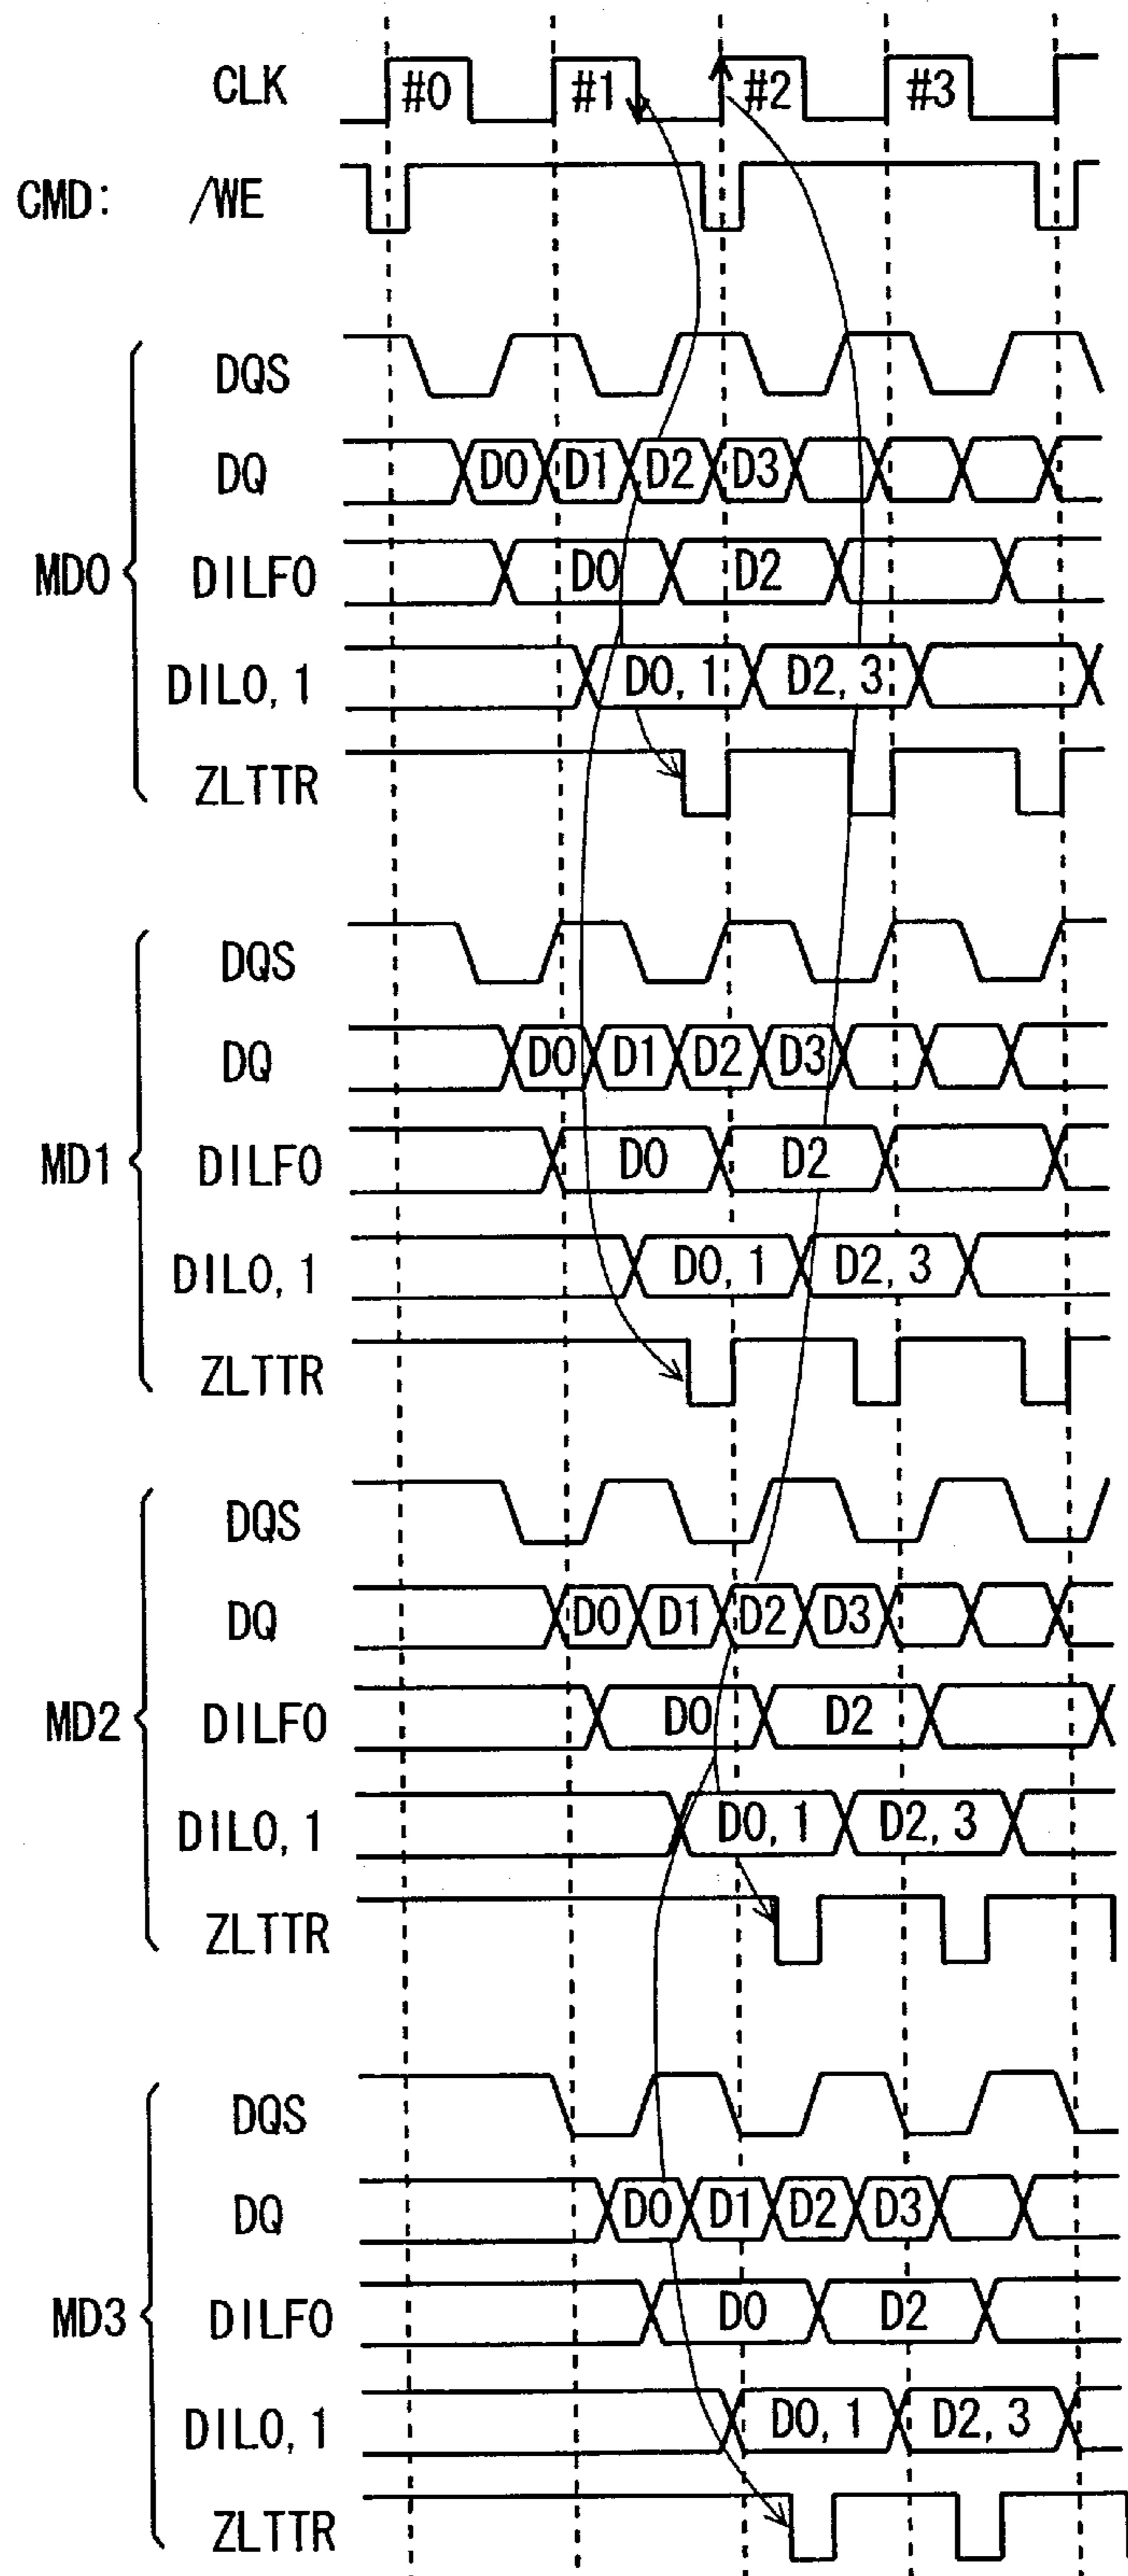 CLK #0 #1 #2 #3
CMD: /WE
DQS
DQ D0 D1 D2 D3
MD0 DILF0 D0 D2
DIL0, 1 D0, 1 D2, 3
ZLTTR
DQS
DQ D0 D1 D2 D3
MD1 DILF0 D0 D2
DIL0, 1 D0, 1 D2, 3
ZLTTR
DQS
DQ D0 D1 D2 D3
MD2 DILF0 D0 D2
DIL0, 1 D0, 1 D2, 3
ZLTTR
DQS
DQ D0 D1 D2 D3
MD3 DILF0 D0 D2
DIL0, 1 D0, 1 D2, 3
ZLTTR